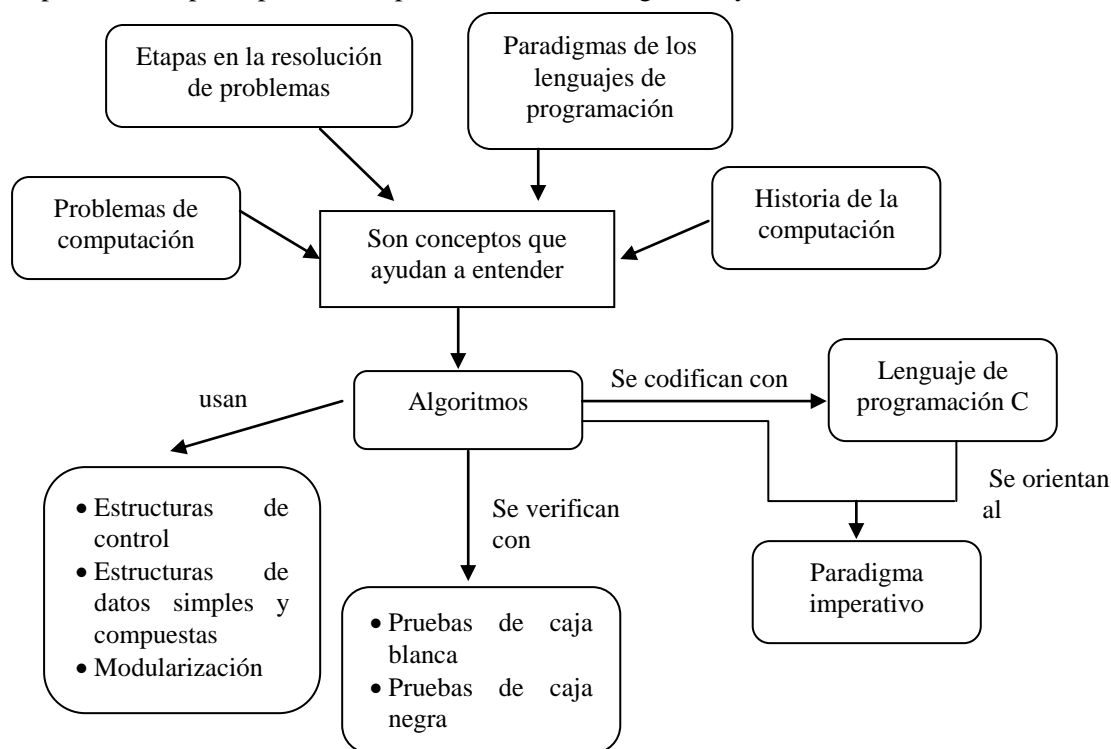 Etapas en la resolución
de problemas
Paradigmas de los
lenguajes de
programación
Problemas de
computación
Son conceptos que
ayudan a entender
Historia de la
computación
usan
Algoritmos
Se codifican con
Lenguaje de
programación C
• Estructuras de
control
• Estructuras de
datos simples y
compuestas
• Modularización
Se verifican
con
Se orientan
al
Paradigma
imperativo
• Pruebas de caja
blanca
• Pruebas de caja
negra